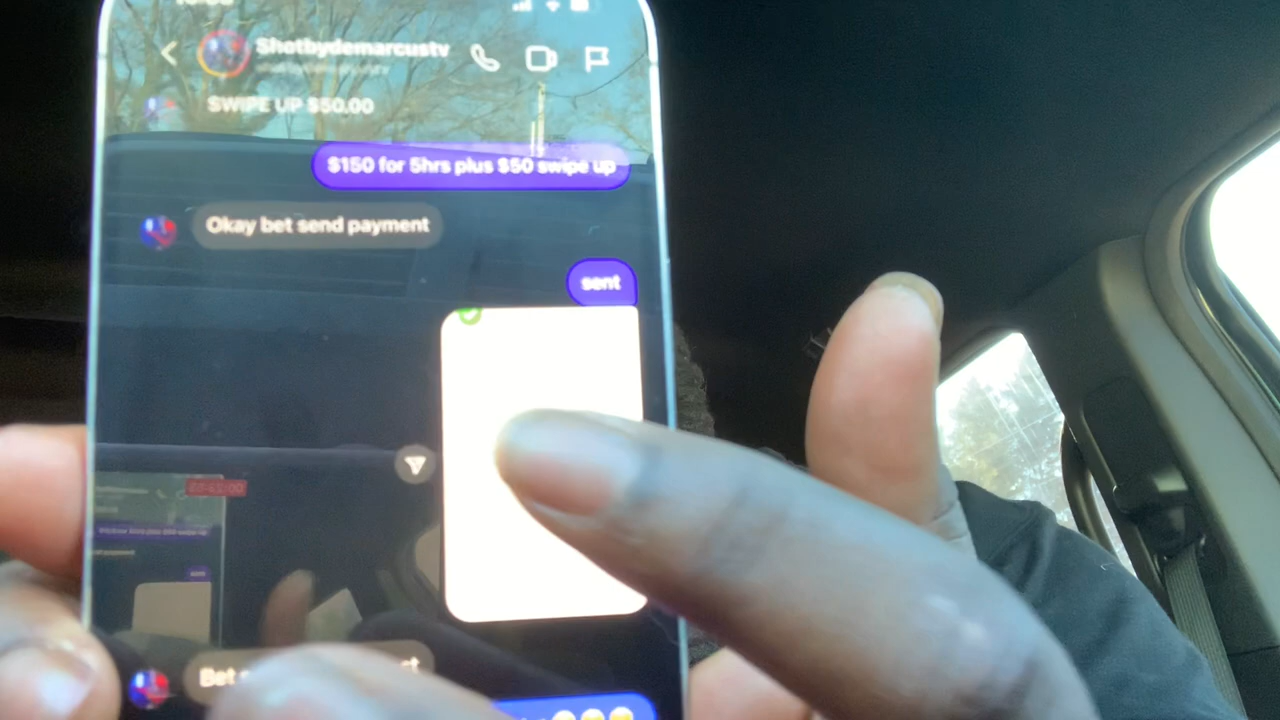 Shotbydemarcustv
SWIPE UP $50.00
$150 for 5hrs plus $50 swipe up
Okay bet send payment
sent
Bet